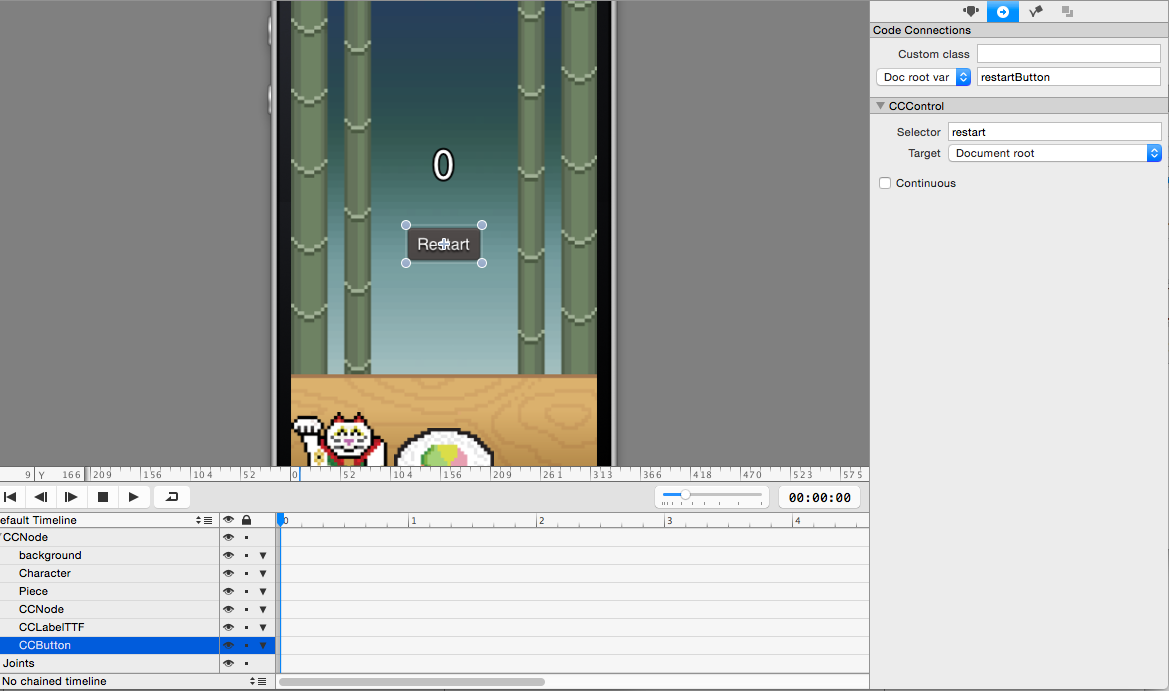 Code Connections
Custom class
Doc root var restartButton
CCControl
Selector restart
Target Document root
Continuous
0
Restart
9 Y 166 209 156 104 52 0 52 104 156 209 261 313 366 418 470 523 575
00:00:00
efault Timeline 0 1 2 3 4
CCNode
background
Character
Piece
CCNode
CCLabelTTF
CCButton
Joints
No chained timeline